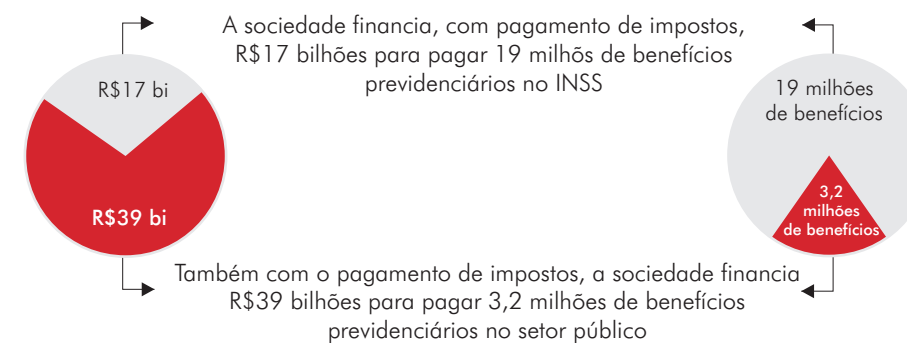 A sociedade financia, com pagamento de impostos,
R$17 bilhões para pagar 19 milhõs de benefícios
previdenciários no INSS
R$17 bi
R$39 bi
19 milhões
de benefícios
3,2
milhões
de benefícios
Também com o pagamento de impostos, a sociedade financia
R$39 bilhões para pagar 3,2 milhões de benefícios
previdenciários no setor público